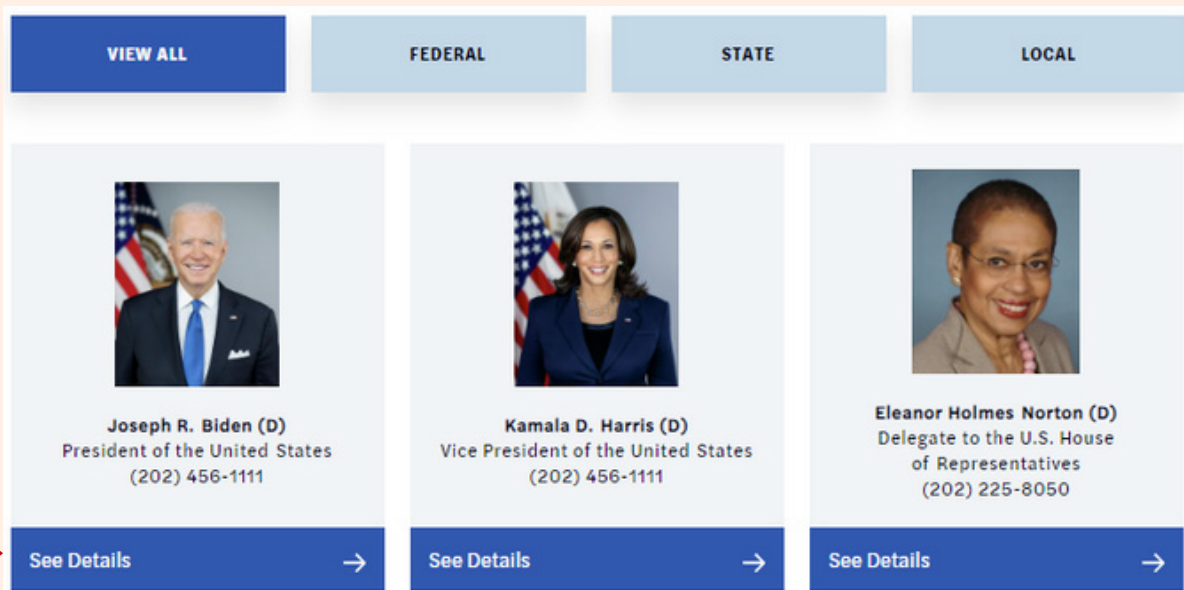 VIEW ALL
FEDERAL
STATE
LOCAL
Joseph R. Biden (D)
President of the United States
(202) 456-1111
See Details
Kamala D. Harris (D)
Vice President of the United States
(202) 456-1111
See Details
Eleanor Holmes Norton (D)
Delegate to the U.S. House
of Representatives
(202) 225-8050
See Details